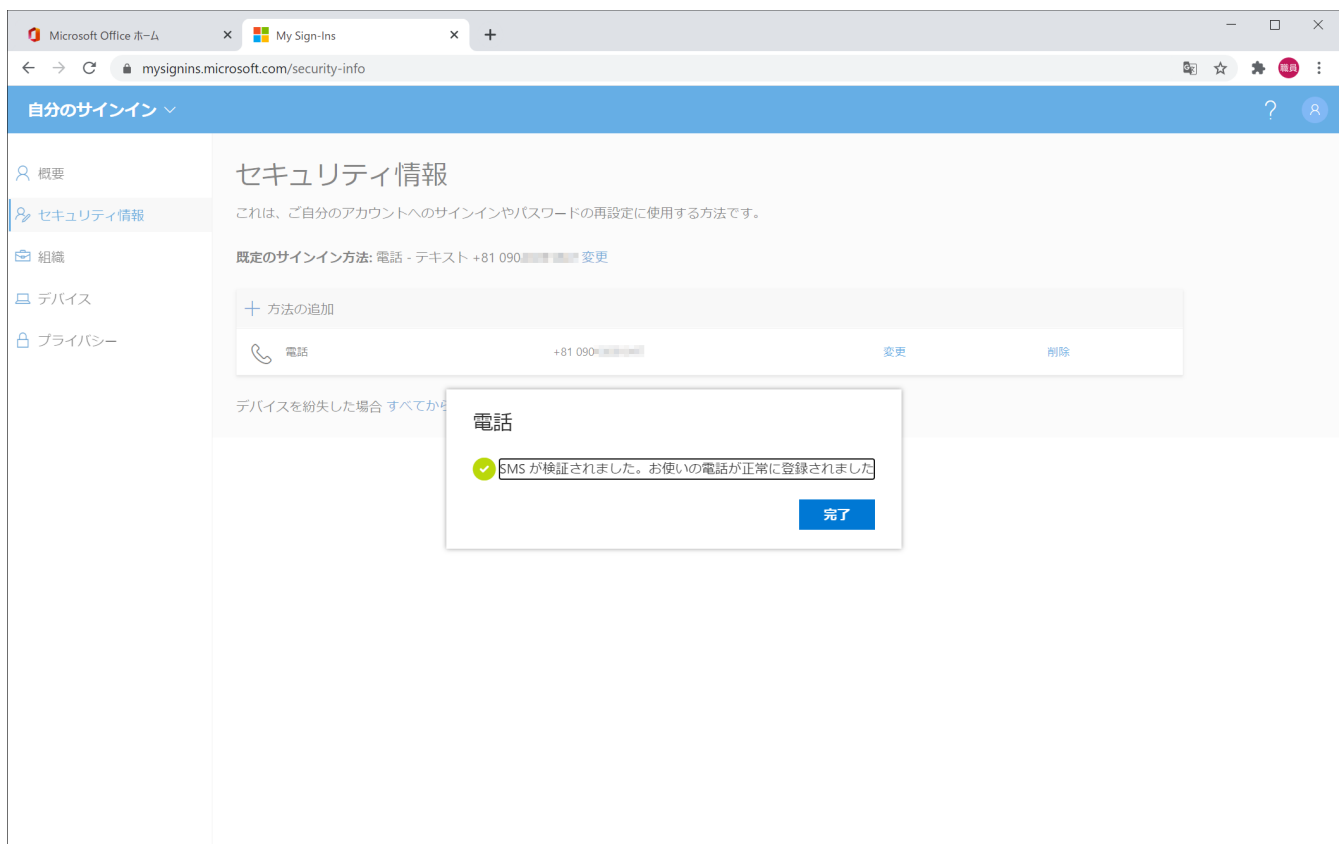 Microsoft Office ホーム
My Sign-Ins
mysignins.microsoft.com/security-info
職員
自分のサインイン
?
概要
セキュリティ情報
組織
デバイス
プライバシー
セキュリティ情報
これは、ご自分のアカウントへのサインインやパスワードの再設定に使用する方法です。
既定のサインイン方法: 電話 - テキスト +81 090 変更
方法の追加
電話 +81 090 変更 削除
デバイスを紛失した場合 すべてから
電話
SMS が検証されました。お使いの電話が正常に登録されました
完了